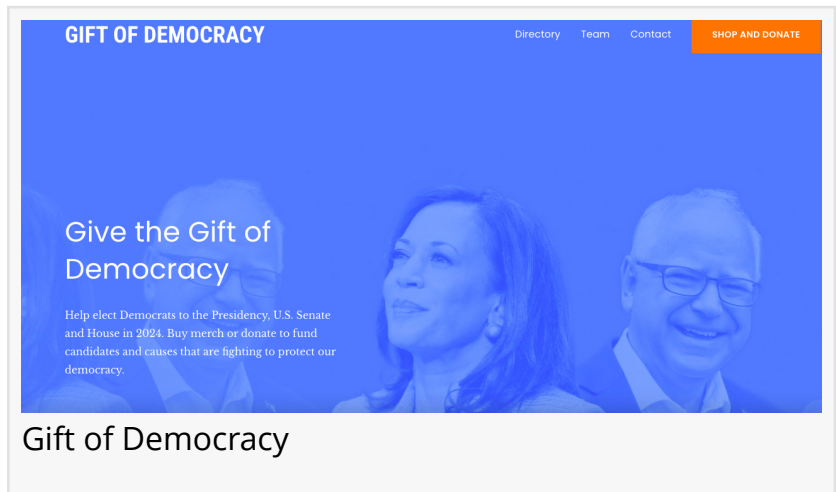 GIFT OF DEMOCRACY
Directory Team Contact SHOP AND DONATE
Give the Gift of
Democracy
Help elect Democrats to the Presidency, U.S. Senate
and House in 2024. Buy merch or donate to fund
candidates and causes that are fighting to protect our
democracy.
Gift of Democracy